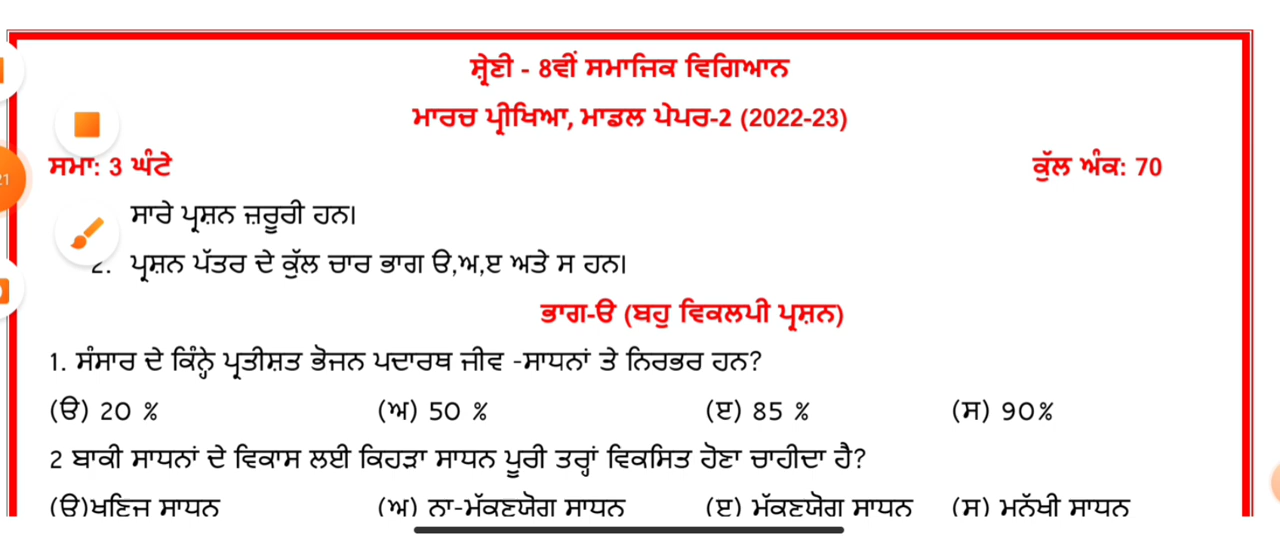 ਸ਼੍ਰੇਣੀ - 8ਵੀਂ ਸਮਾਜਿਕ ਵਿਗਿਆਨ
ਮਾਰਚ ਪ੍ਰੀਖਿਆ, ਮਾਡਲ ਪੇਪਰ-2 (2022-23)
ਸਮਾਂ: 3 ਘੰਟੇ ਕੁੱਲ ਅੰਕ: 70
ਸਾਰੇ ਪ੍ਰਸ਼ਨ ਜ਼ਰੂਰੀ ਹਨ।
2. ਪ੍ਰਸ਼ਨ ਪੱਤਰ ਦੇ ਕੁੱਲ ਚਾਰ ਭਾਗ ੳ,ਅ,ੲ ਅਤੇ ਸ ਹਨ।
ਭਾਗ-ੳ (ਬਹੁ ਵਿਕਲਪੀ ਪ੍ਰਸ਼ਨ)
1. ਸੰਸਾਰ ਦੇ ਕਿੰਨ੍ਹੇ ਪ੍ਰਤੀਸ਼ਤ ਭੋਜਨ ਪਦਾਰਥ ਜੀਵ -ਸਾਧਨਾਂ ਤੇ ਨਿਰਭਰ ਹਨ?
(ੳ) 20 % (ਅ) 50 % (ੲ) 85 % (ਸ) 90%
2 ਬਾਕੀ ਸਾਧਨਾਂ ਦੇ ਵਿਕਾਸ ਲਈ ਕਿਹੜਾ ਸਾਧਨ ਪੂਰੀ ਤਰ੍ਹਾਂ ਵਿਕਸਿਤ ਹੋਣਾ ਚਾਹੀਦਾ ਹੈ?
(ੳ)ਖਣਿਜ ਸਾਧਨ (ਅ) ਨਾ-ਮੁੱਕਣਯੋਗ ਸਾਧਨ (ੲ) ਮੁੱਕਣਯੋਗ ਸਾਧਨ (ਸ) ਮਨੁੱਖੀ ਸਾਧਨ